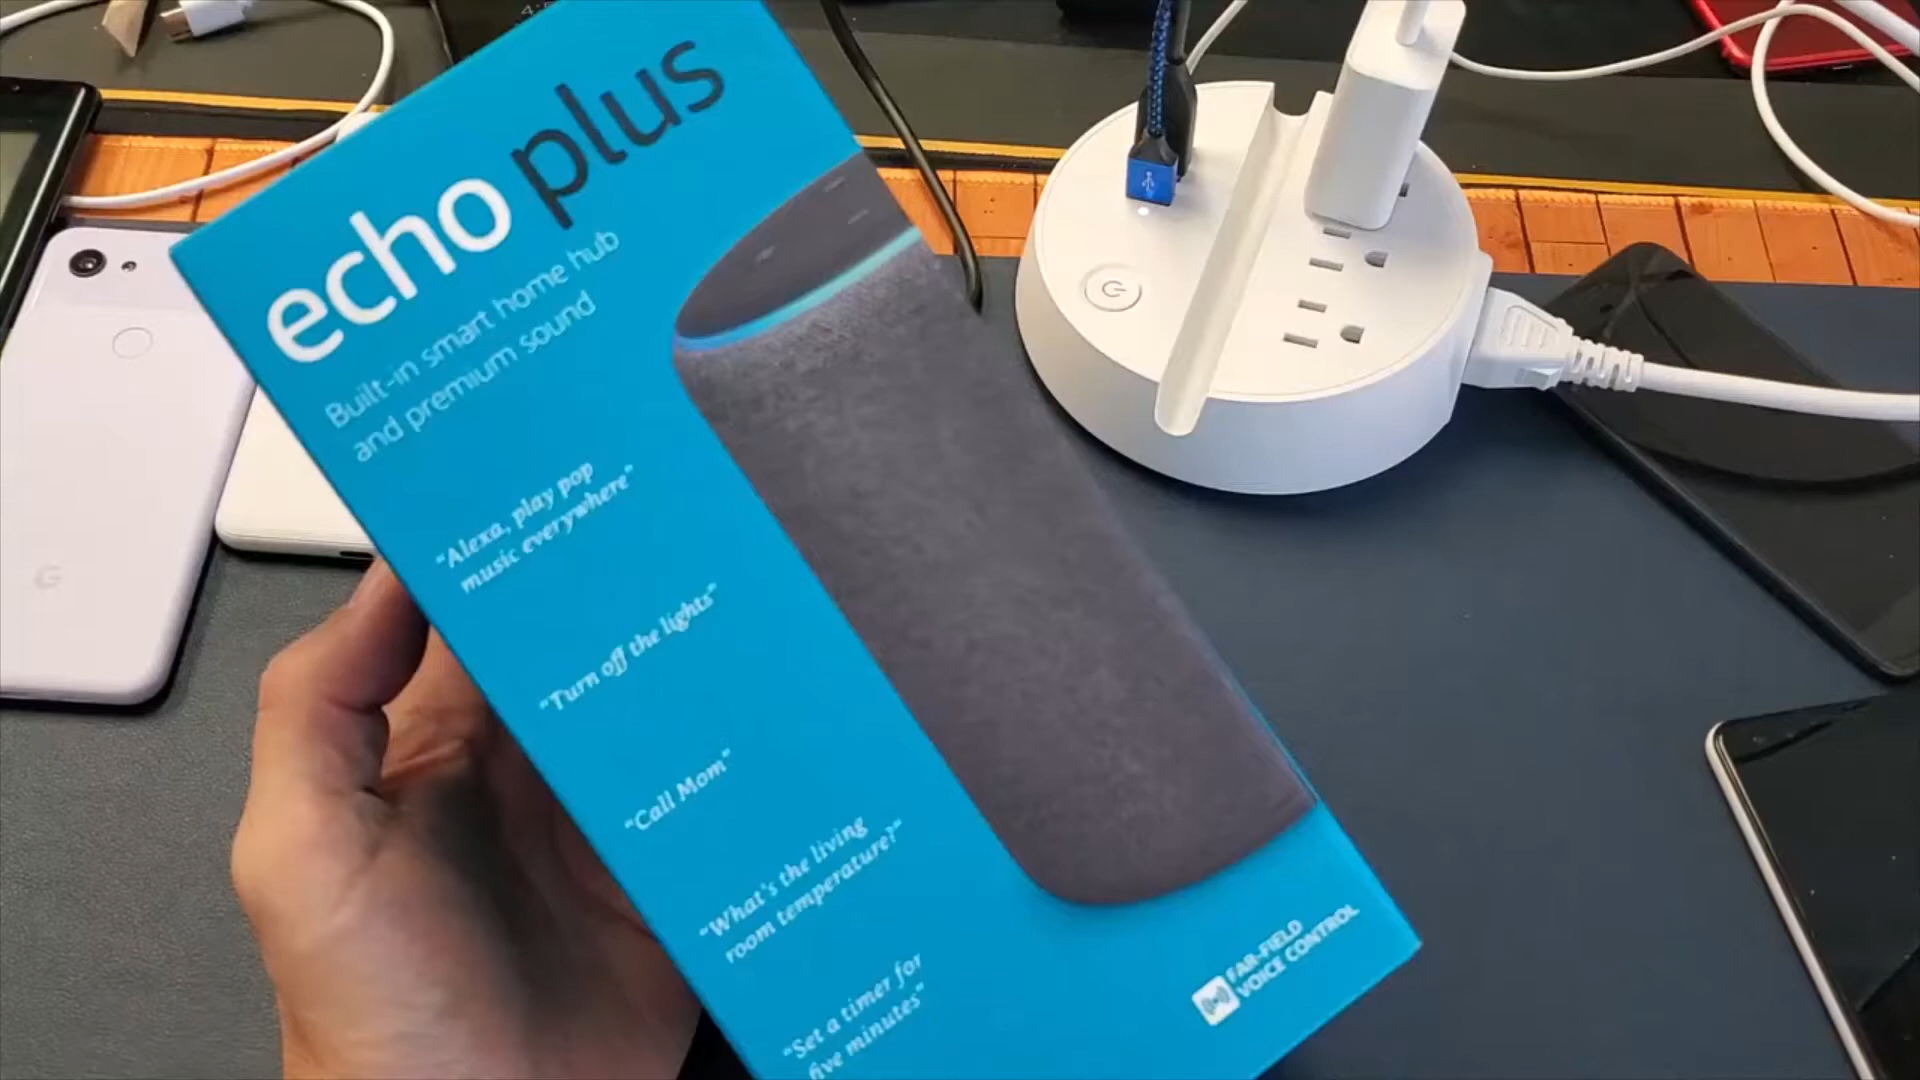 echo plus
Built-in smart home hub
and premium sound
"Alexa, play pop
music everywhere"
"Turn off the lights"
"Call Mom"
"What's the living
room temperature?"
"Set a timer for
five minutes"
FAR-FIELD
VOICE CONTROL
G